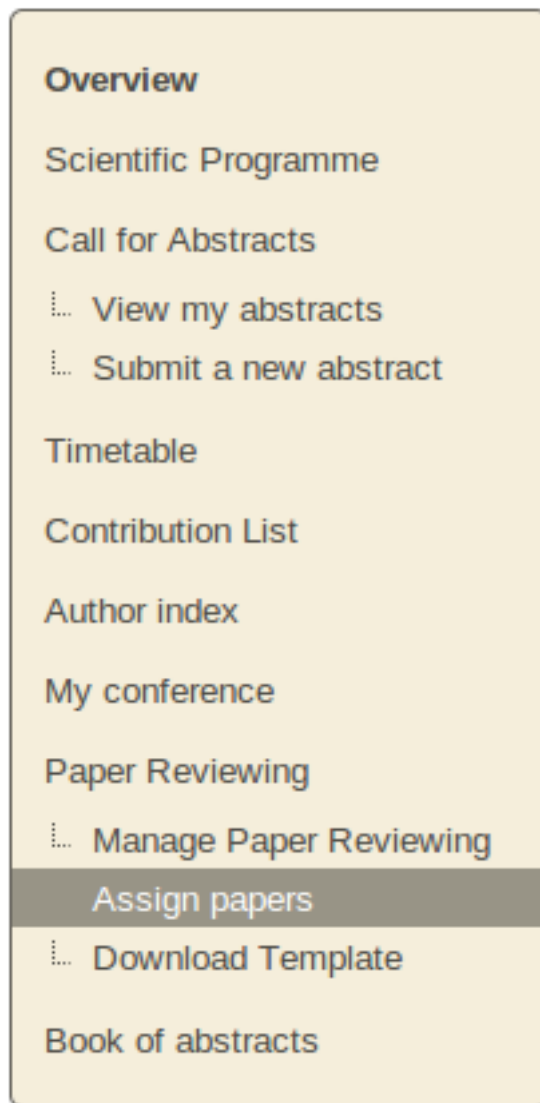 Overview
Scientific Programme
Call for Abstracts
View my abstracts
Submit a new abstract
Timetable
Contribution List
Author index
My conference
Paper Reviewing
Manage Paper Reviewing
Assign papers
Download Template
Book of abstracts